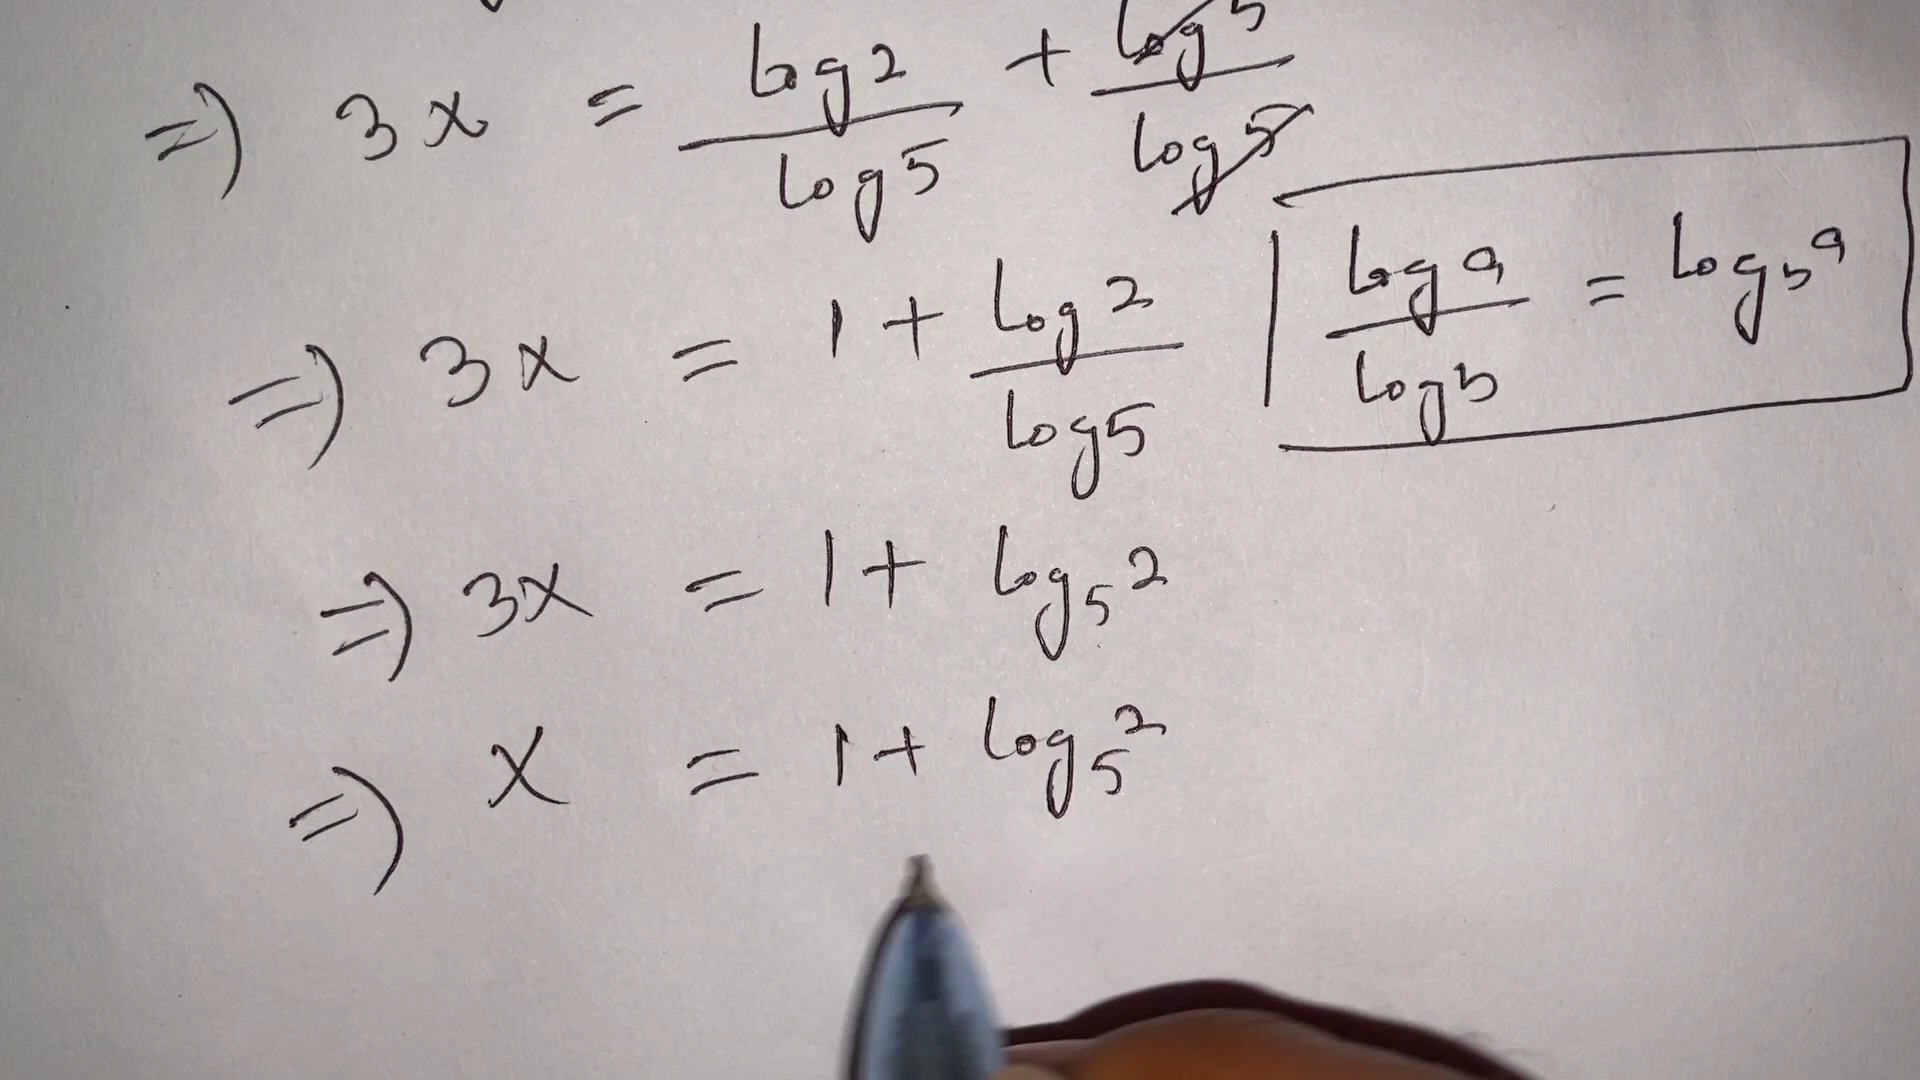 ⇒ 3x = log2/log5 + log5/log5
⇒ 3x = 1 + log2/log5 | log a/log b = log_b a
⇒ 3x = 1 + log_5 2
⇒ x = 1 + log_5 2